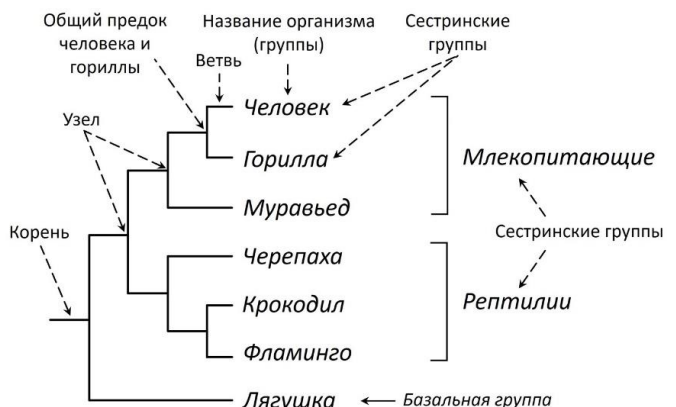 Общий предок
человека и
гориллы
Название организма
(группы)
Сестринские
группы
Ветвь
Узел
Корень
Человек
Горилла
Муравьед
Млекопитающие
Сестринские группы
Черепаха
Крокодил
Фламинго
Рептилии
Лягушка
Базальная группа